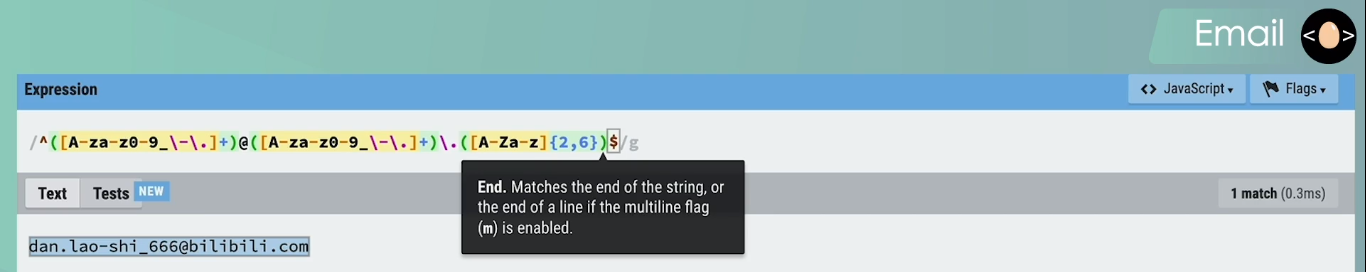 Email < >
Expression
<> JavaScript ▾ Flags ▾
/^([A-za-z0-9_\-\.]+)@([A-za-z0-9_\-\.]+)\.([A-Za-z]{2,6})$/g
Text Tests NEW
1 match (0.3ms)
End. Matches the end of the string, or
the end of a line if the multiline flag
(m) is enabled.
dan.lao-shi_666@bilibili.com